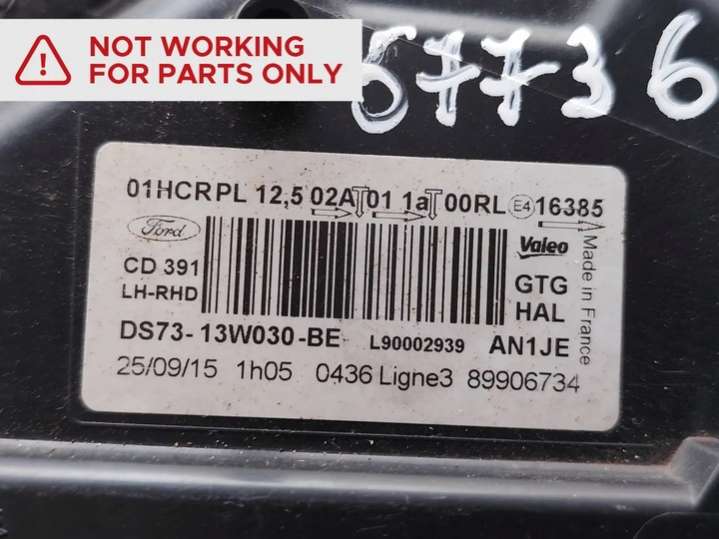 NOT WORKING
FOR PARTS ONLY
67736
01HCRPL 12,5 02A 01 1a 00RL E4 16385
Ford
Valeo
Made in France
CD 391
LH-RHD
GTG
HAL
DS73-13W030-BE L90002939 AN1JE
25/09/15 1h05 0436 Ligne3 89906734